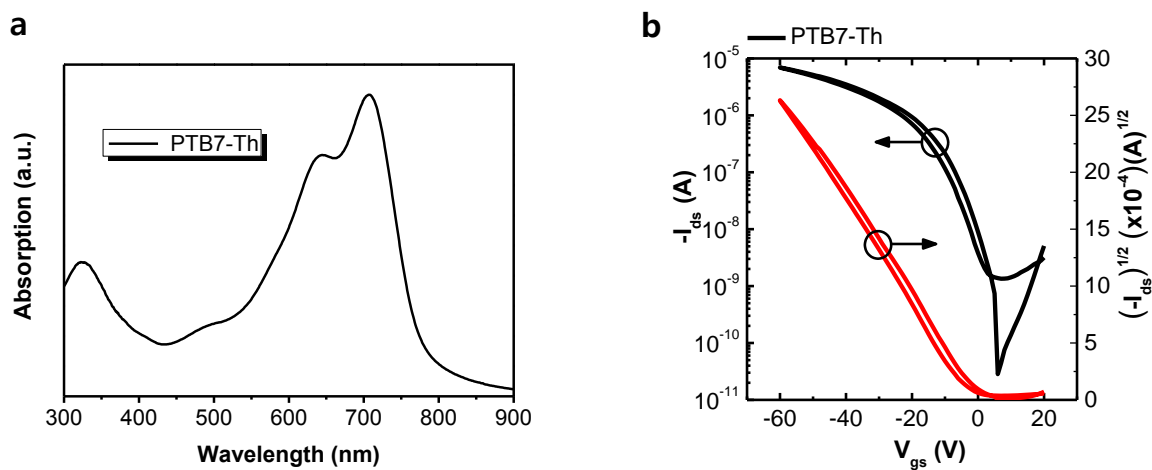 a
Absorption (a.u.)
PTB7-Th
300 400 500 600 700 800 900
Wavelength (nm)
b
PTB7-Th
-I_ds (A)
10⁻⁵
10⁻⁶
10⁻⁷
10⁻⁸
10⁻⁹
10⁻¹⁰
10⁻¹¹
30
25
20
15
10
5
0
(-I_ds)^1/2 (x10⁻⁴)(A)^1/2
-60 -40 -20 0 20
V_gs (V)